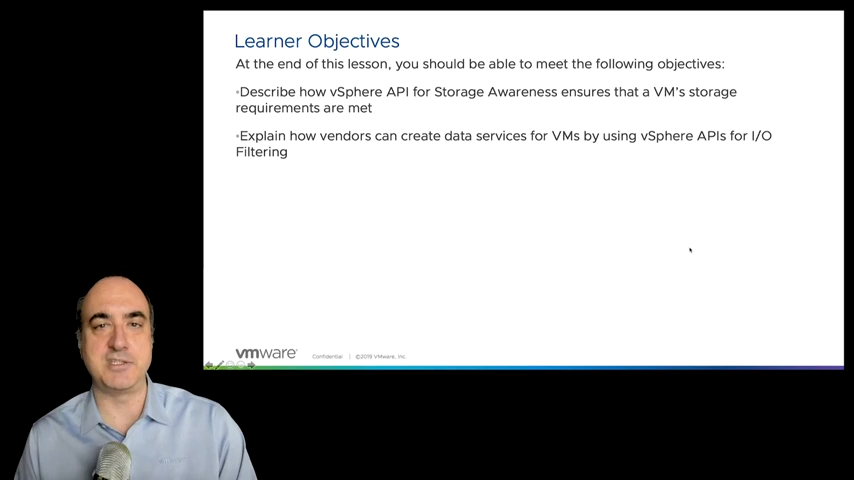 Learner Objectives
At the end of this lesson, you should be able to meet the following objectives:
•Describe how vSphere API for Storage Awareness ensures that a VM's storage
requirements are met
•Explain how vendors can create data services for VMs by using vSphere APIs for I/O
Filtering
vmware
Confidential | ©2019 VMware, Inc.